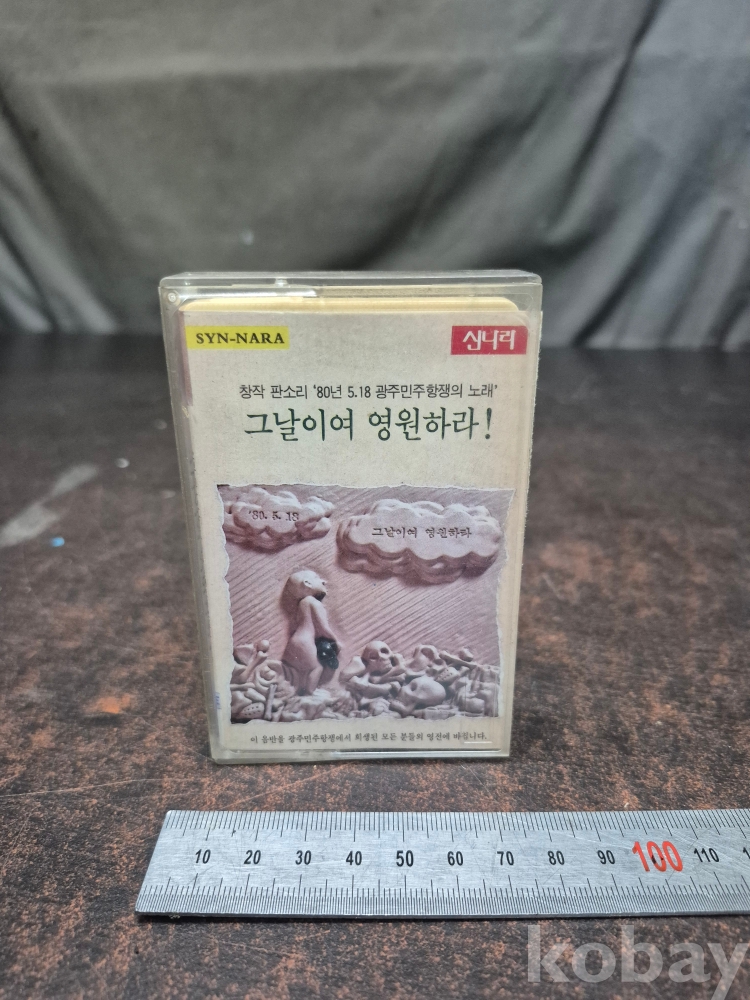 SYN-NARA
신나라
창작 판소리 '80년 5.18 광주민주항쟁의 노래'
그날이여 영원하라!
'80. 5. 18
그날이여 영원하라
이 음반을 광주민주항쟁에서 희생된 모든 분들의 영전에 바칩니다.
10 20 30 40 50 60 70 80 90 100 110
kobay